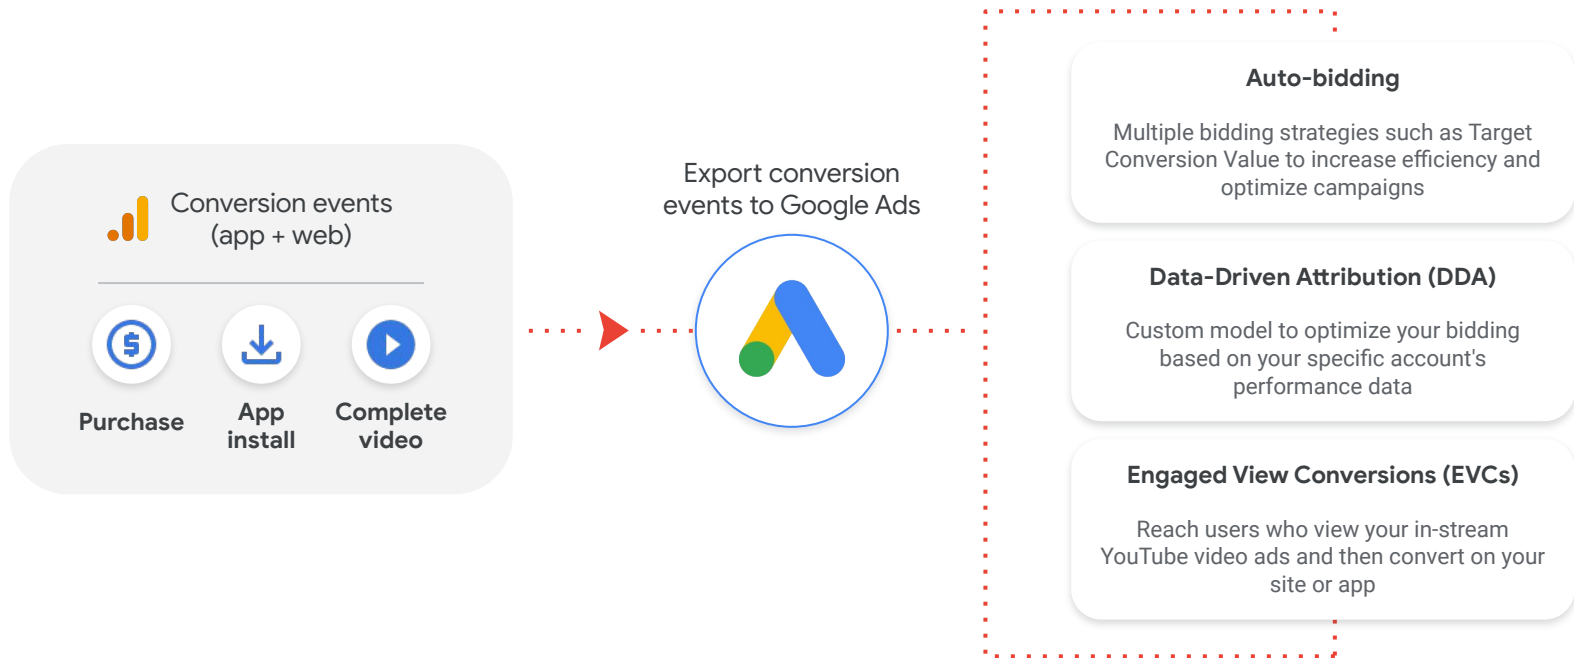 Conversion events
(app + web)
Purchase
App
install
Complete
video
Export conversion
events to Google Ads
Auto-bidding
Multiple bidding strategies such as Target
Conversion Value to increase efficiency and
optimize campaigns
Data-Driven Attribution (DDA)
Custom model to optimize your bidding
based on your specific account's
performance data
Engaged View Conversions (EVCs)
Reach users who view your in-stream
YouTube video ads and then convert on your
site or app